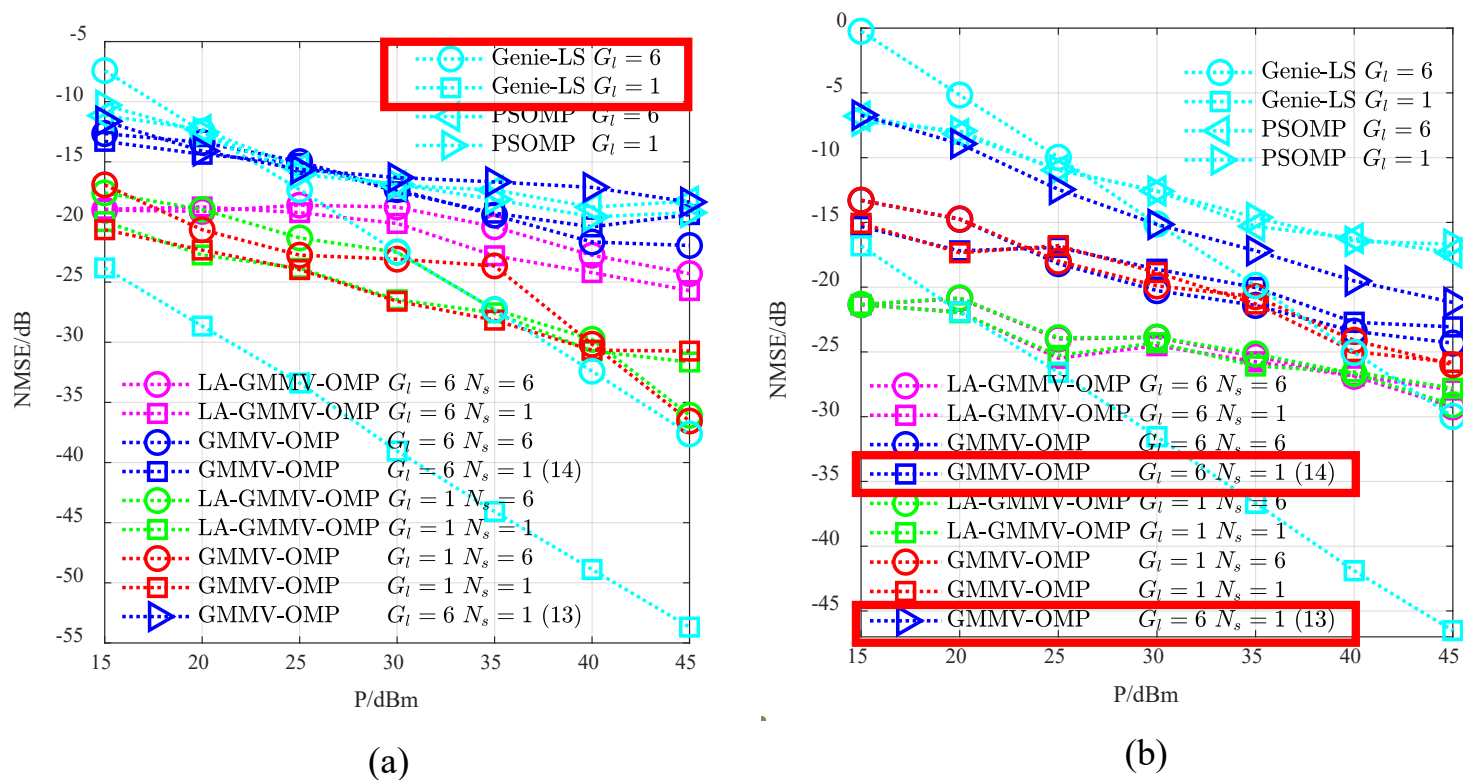 -5
-10
-15
-20
-25
-30
-35
-40
-45
-50
-55
NMSE/dB
Genie-LS G_l = 6
Genie-LS G_l = 1
PSOMP G_l = 6
PSOMP G_l = 1
LA-GMMV-OMP G_l = 6 N_s = 6
LA-GMMV-OMP G_l = 6 N_s = 1
GMMV-OMP G_l = 6 N_s = 6
GMMV-OMP G_l = 6 N_s = 1 (14)
LA-GMMV-OMP G_l = 1 N_s = 6
LA-GMMV-OMP G_l = 1 N_s = 1
GMMV-OMP G_l = 1 N_s = 6
GMMV-OMP G_l = 1 N_s = 1
GMMV-OMP G_l = 6 N_s = 1 (13)
15 20 25 30 35 40 45
P/dBm
(a)
0
-5
-10
-15
-20
-25
-30
-35
-40
-45
NMSE/dB
Genie-LS G_l = 6
Genie-LS G_l = 1
PSOMP G_l = 6
PSOMP G_l = 1
LA-GMMV-OMP G_l = 6 N_s = 6
LA-GMMV-OMP G_l = 6 N_s = 1
GMMV-OMP G_l = 6 N_s = 6
GMMV-OMP G_l = 6 N_s = 1 (14)
LA-GMMV-OMP G_l = 1 N_s = 6
LA-GMMV-OMP G_l = 1 N_s = 1
GMMV-OMP G_l = 1 N_s = 6
GMMV-OMP G_l = 1 N_s = 1
GMMV-OMP G_l = 6 N_s = 1 (13)
15 20 25 30 35 40 45
P/dBm
(b)